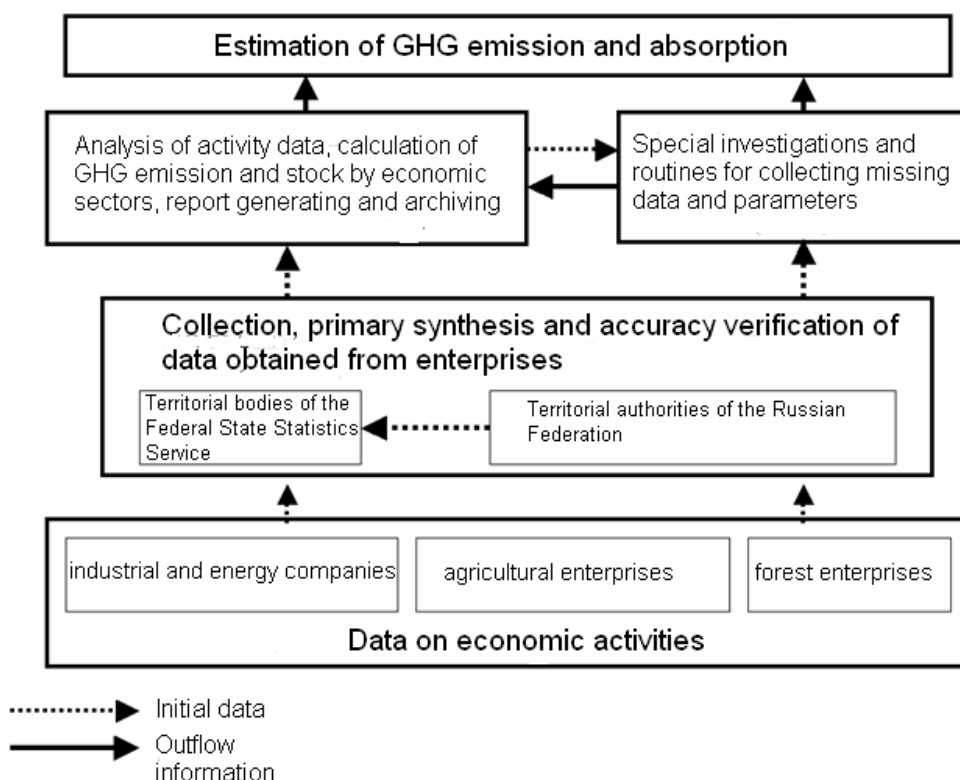 Estimation of GHG emission and absorption
Analysis of activity data, calculation of
GHG emission and stock by economic
sectors, report generating and archiving
Special investigations and
routines for collecting missing
data and parameters
Collection, primary synthesis and accuracy verification of
data obtained from enterprises
Territorial bodies of the
Federal State Statistics
Service
Territorial authorities of the Russian
Federation
industrial and energy companies
agricultural enterprises
forest enterprises
Data on economic activities
Initial data
Outflow
information